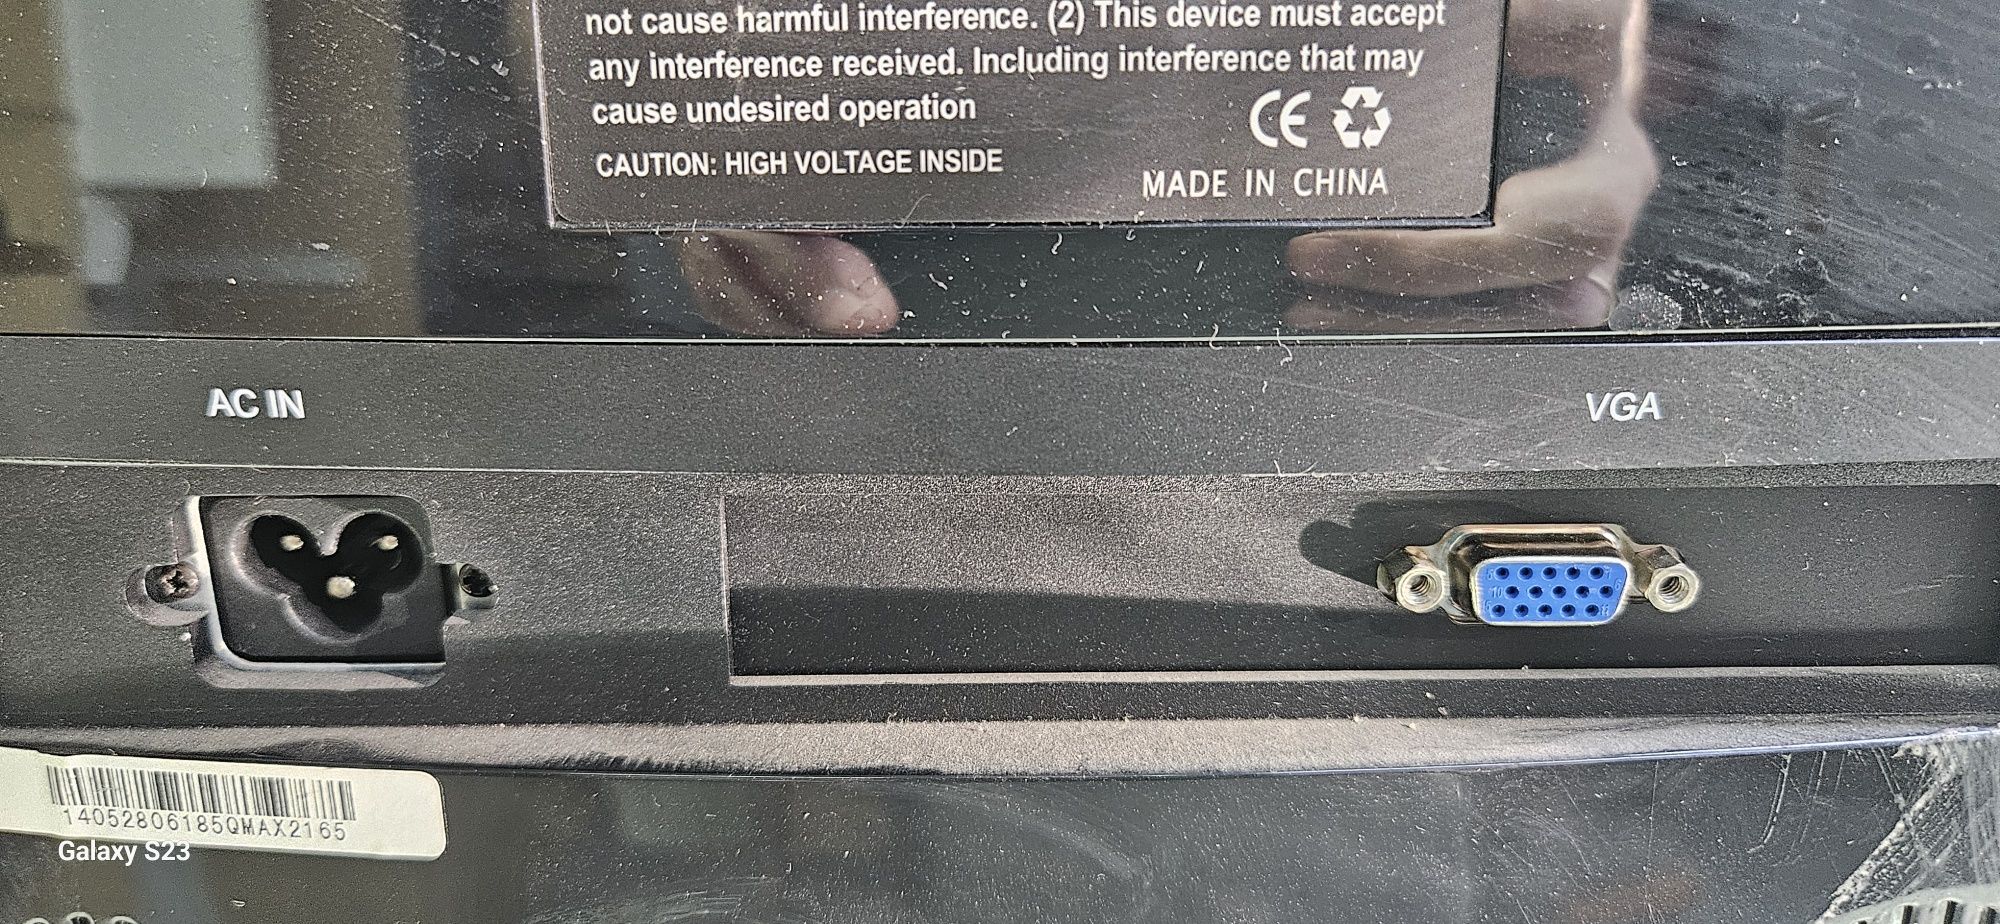 not cause harmful interference. (2) This device must accept
any interference received. Including interference that may
cause undesired operation
CE
CAUTION: HIGH VOLTAGE INSIDE
MADE IN CHINA
AC IN
VGA
14052806185QMAX2165
Galaxy S23